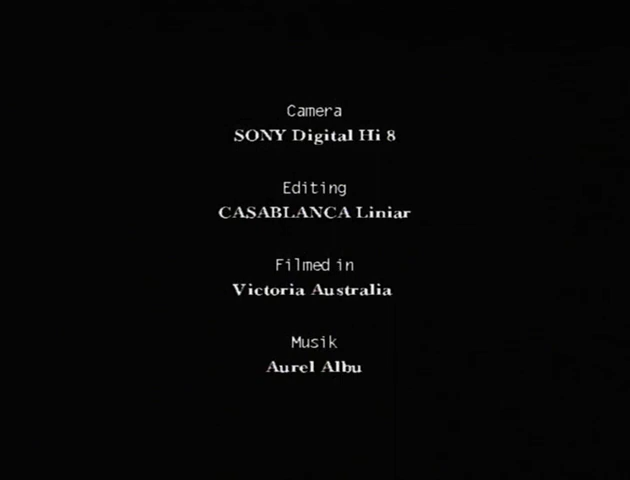 Camera
SONY Digital Hi 8
Editing
CASABLANCA Liniar
Filmed in
Victoria Australia
Musik
Aurel Albu